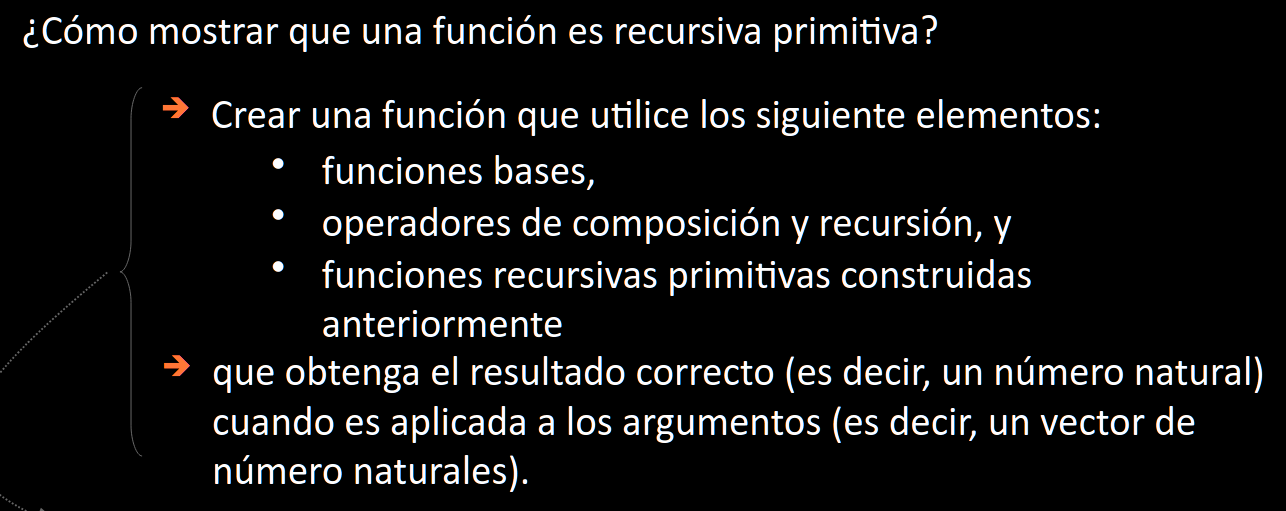 ¿Cómo mostrar que una función es recursiva primitiva?
Crear una función que utilice los siguiente elementos:
funciones bases,
operadores de composición y recursión, y
funciones recursivas primitivas construidas
anteriormente
que obtenga el resultado correcto (es decir, un número natural)
cuando es aplicada a los argumentos (es decir, un vector de
número naturales).